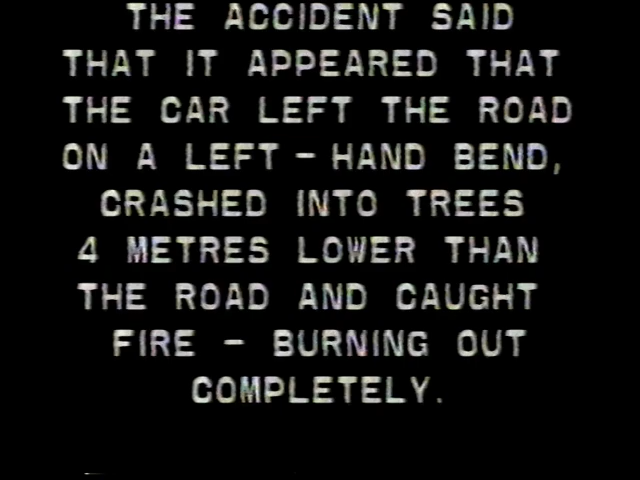 THE ACCIDENT SAID
THAT IT APPEARED THAT
THE CAR LEFT THE ROAD
ON A LEFT - HAND BEND,
CRASHED INTO TREES
4 METRES LOWER THAN
THE ROAD AND CAUGHT
FIRE - BURNING OUT
COMPLETELY.